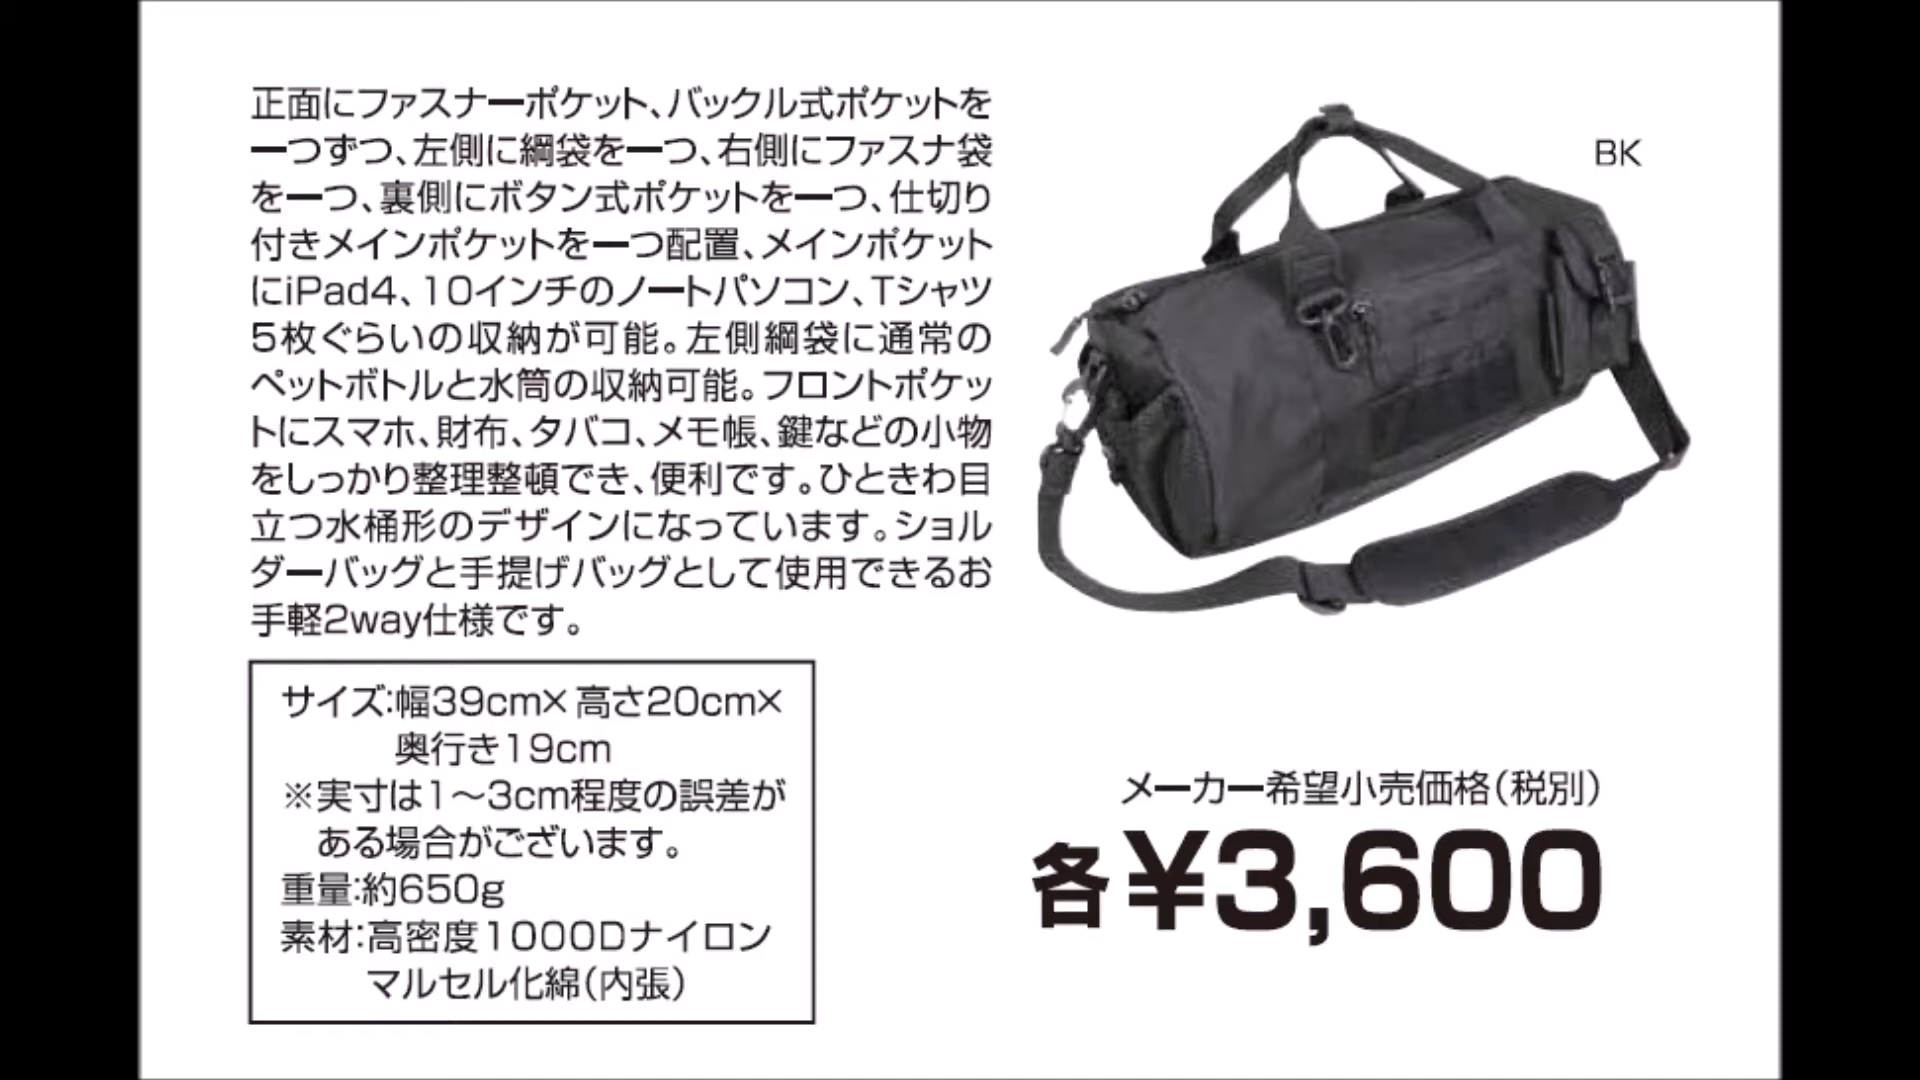 正面にファスナーポケット、バックル式ポケットを
一つずつ、左側に綱袋を一つ、右側にファスナ袋
を一つ、裏側にボタン式ポケットを一つ、仕切り
付きメインポケットを一つ配置、メインポケット
にiPad4、10インチのノートパソコン、Tシャツ
5枚ぐらいの収納が可能。左側綱袋に通常の
ペットボトルと水筒の収納可能。フロントポケッ
トにスマホ、財布、タバコ、メモ帳、鍵などの小物
をしっかり整理整頓でき、便利です。ひときわ目
立つ水桶形のデザインになっています。ショル
ダーバッグと手提げバッグとして使用できるお
手軽2way仕様です。
BK
サイズ:幅39cm×高さ20cm×
奥行き19cm
※実寸は1〜3cm程度の誤差が
ある場合がございます。
重量:約650g
素材:高密度1000Dナイロン
マルセル化綿(内張)
メーカー希望小売価格(税別)
各¥3,600